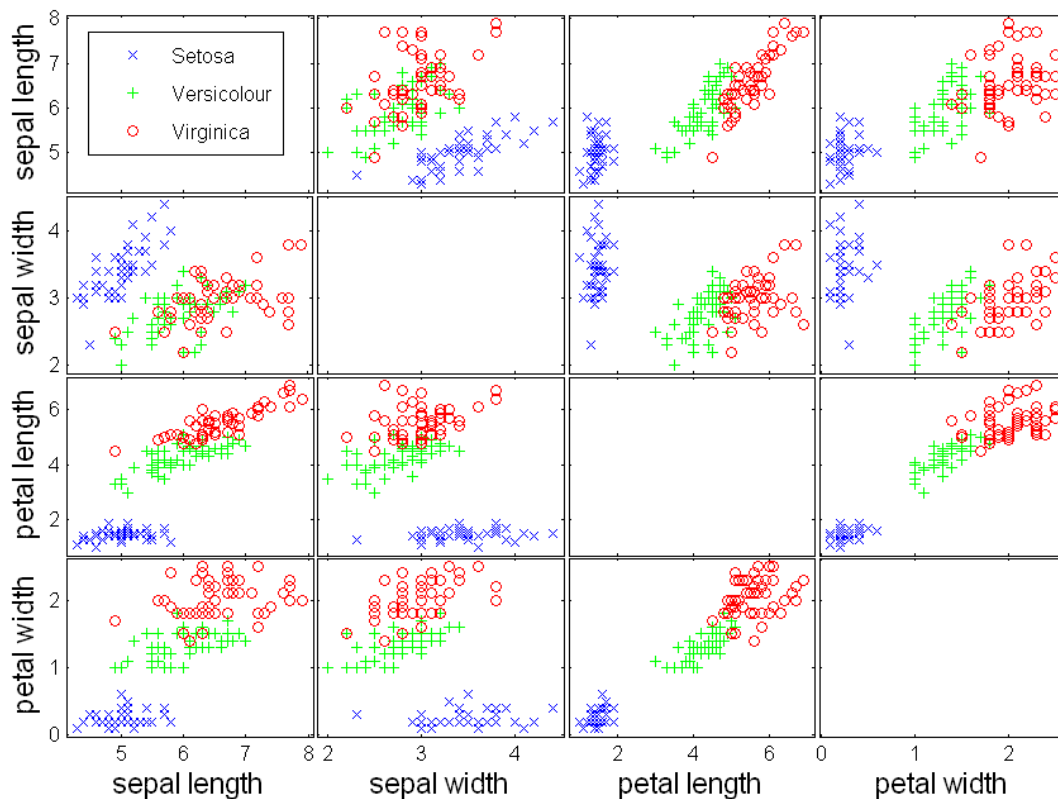 8
7
6
5
sepal length
Setosa
Versicolour
Virginica
4
3
2
sepal width
6
4
2
petal length
2
1
0
petal width
5 6 7 8
2 3 4
2 4 6
0 1 2
sepal length
sepal width
petal length
petal width